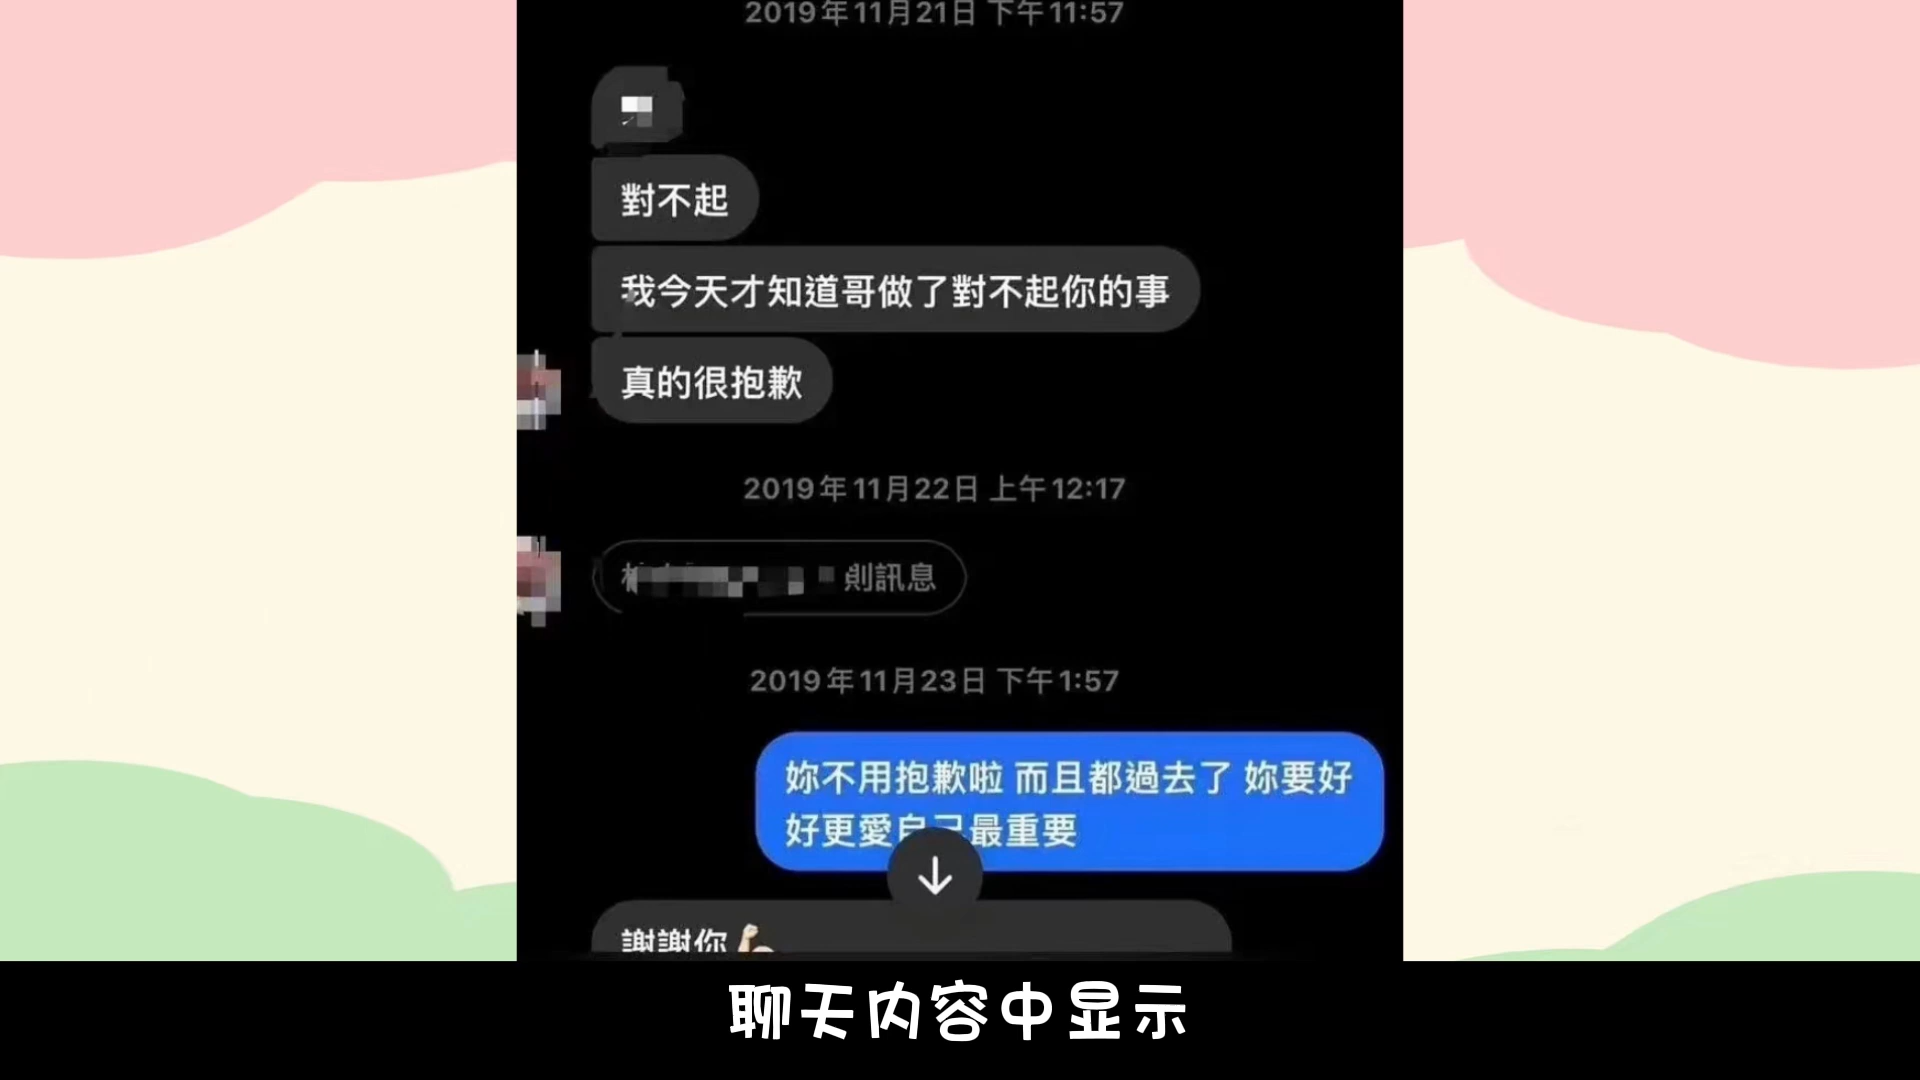 2019年11月21日 下午11:57
對不起
我今天才知道哥做了對不起你的事
真的很抱歉
2019年11月22日 上午12:17
則訊息
2019年11月23日 下午1:57
妳不用抱歉啦 而且都過去了 妳要好
好更愛自己最重要
謝謝你💪🏻
聊天内容中显示